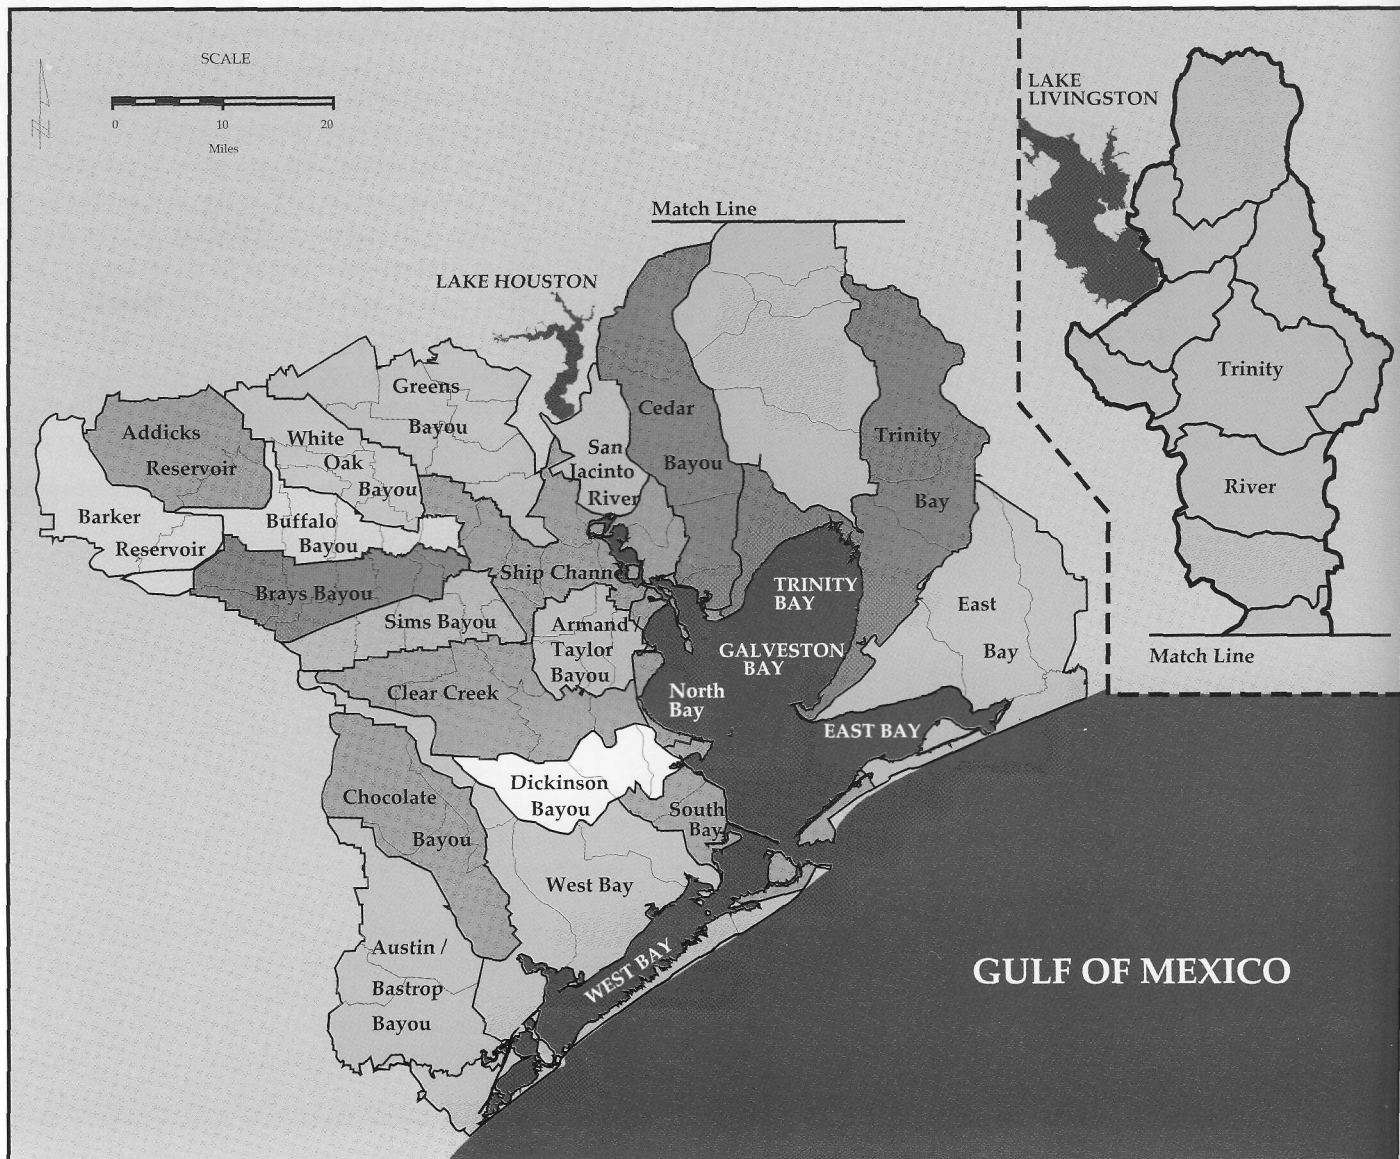 SCALE
0 10 20
Miles
LAKE
LIVINGSTON
Match Line
LAKE HOUSTON
Trinity
River
Match Line
Greens
Bayou
Cedar
Bayou
Addicks
Reservoir
White
Oak
Bayou
San
Jacinto
River
Trinity
Bay
Barker
Reservoir
Buffalo
Bayou
Ship Channel
Brays Bayou
Sims Bayou
Armand /
Taylor
Bayou
TRINITY
BAY
East
Bay
GALVESTON
BAY
Clear Creek
North
Bay
EAST BAY
Dickinson
Bayou
Chocolate
Bayou
South
Bay
West Bay
Austin /
Bastrop
Bayou
WEST BAY
GULF OF MEXICO